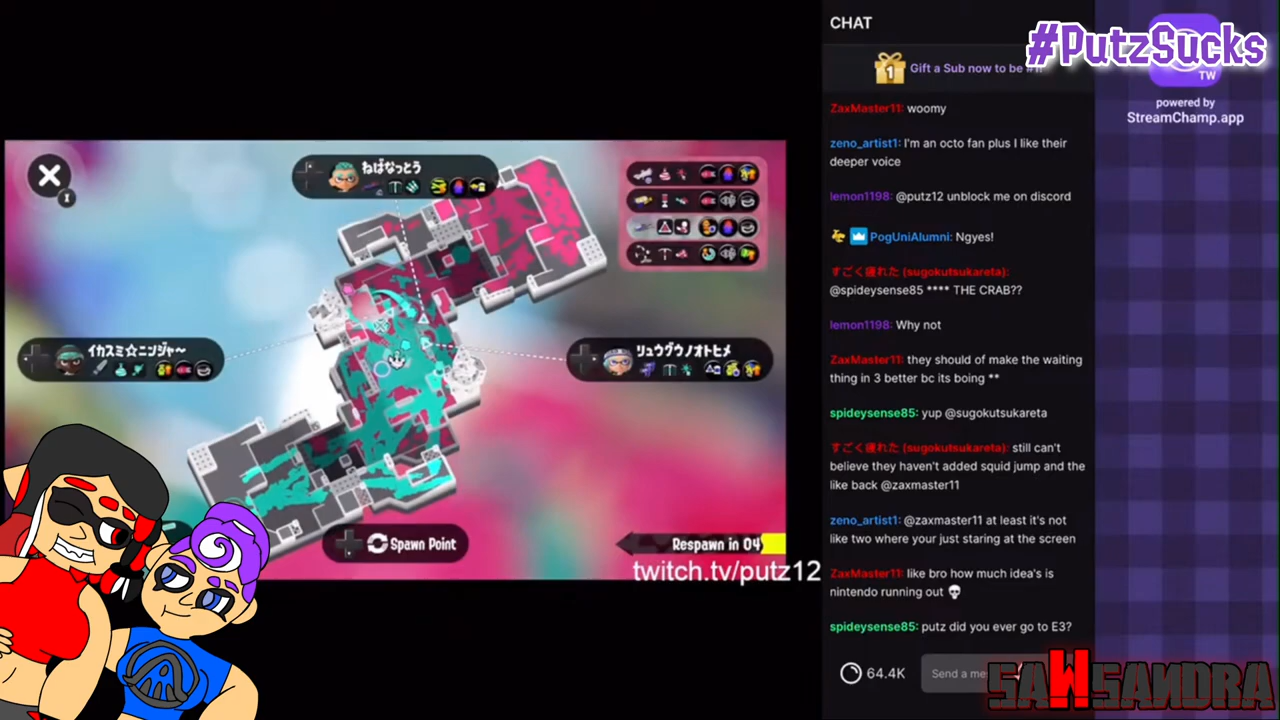 CHAT
#PutzSucks
Gift a Sub now to be #1!
TW
powered by
StreamChamp.app
ZaxMaster11: woomy
zeno_artist1: I'm an octo fan plus I like their
deeper voice
lemon1198: @putz12 unblock me on discord
PogUniAlumni: Ngyes!
すごく疲れた (sugokutsukareta):
@spideysense85 **** THE CRAB??
lemon1198: Why not
ZaxMaster11: they should of make the waiting
thing in 3 better bc its boing **
spideysense85: yup @sugokutsukareta
すごく疲れた (sugokutsukareta): still can't
believe they haven't added squid jump and the
like back @zaxmaster11
zeno_artist1: @zaxmaster11 at least it's not
like two where your just staring at the screen
ZaxMaster11: like bro how much idea's is
nintendo running out 💀
spideysense85: putz did you ever go to E3?
64.4K
Send a me
ねばなっとう
イカスミ☆ニンジャ〜
リュウグウノオトヒメ
Spawn Point
Respawn in 04
twitch.tv/putz12
SAWSANDRA